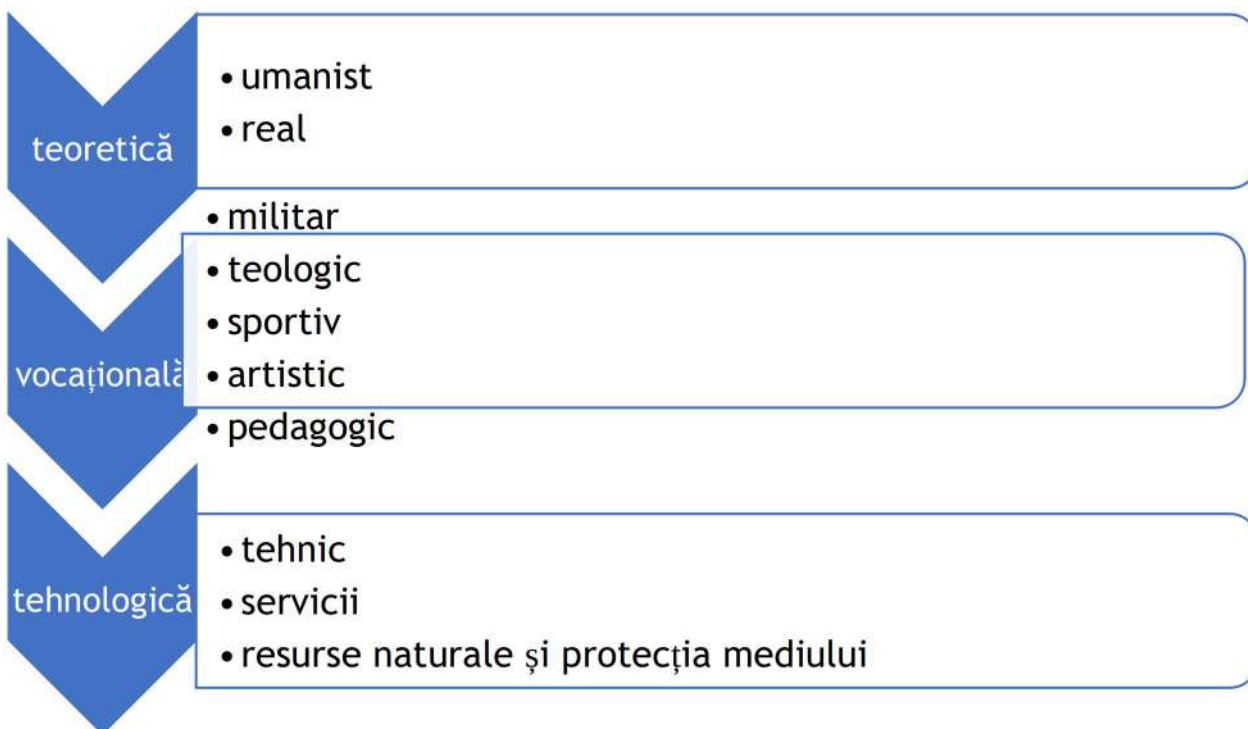 teoretică
• umanist
• real
vocațională
• militar
• teologic
• sportiv
• artistic
• pedagogic
tehnologică
• tehnic
• servicii
• resurse naturale și protecția mediului